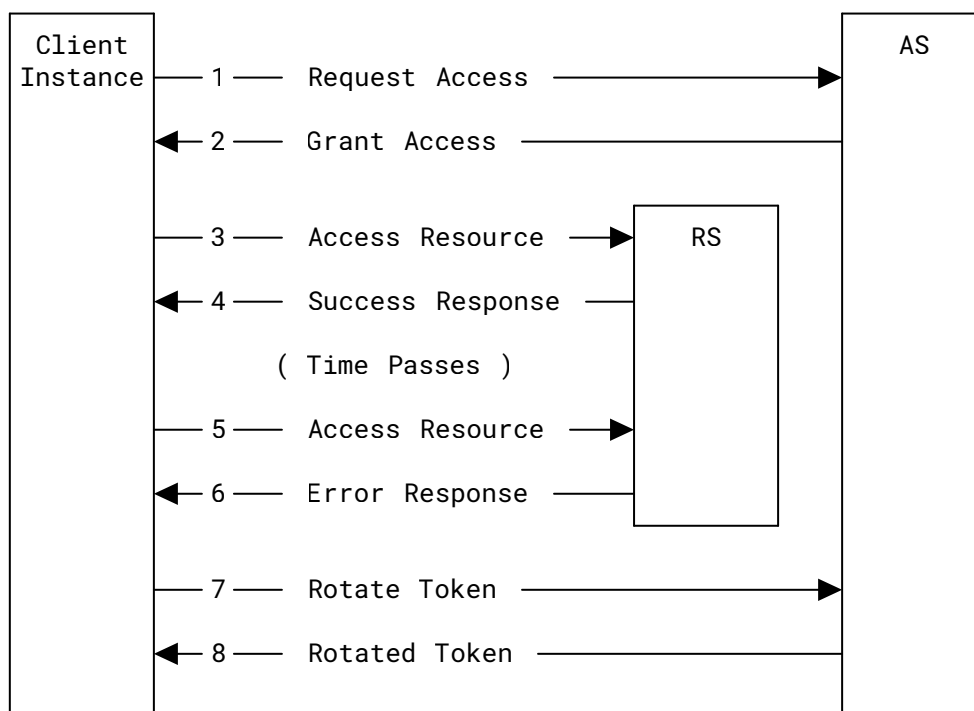 Client
Instance
AS
1 Request Access
2 Grant Access
3 Access Resource
RS
4 Success Response
( Time Passes )
5 Access Resource
6 Error Response
7 Rotate Token
8 Rotated Token